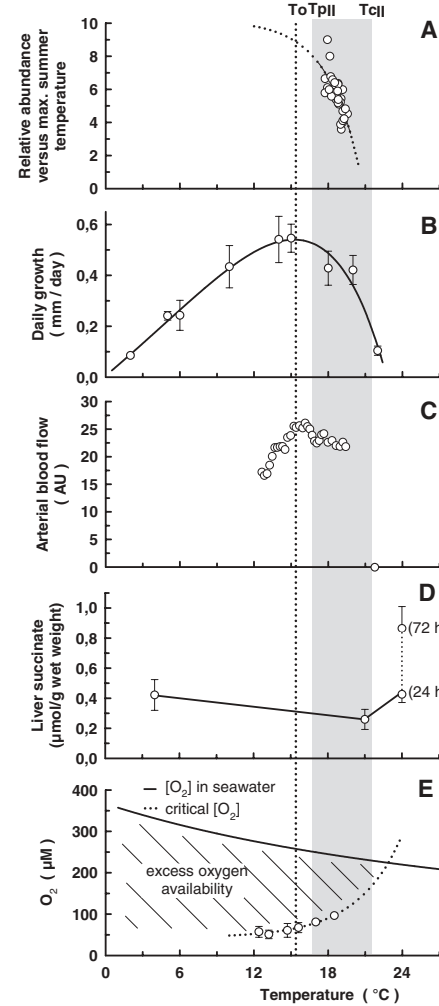 To TpII TcII
A
Relative abundance
versus max. summer
temperature
10
8
6
4
2
0
B
Daily growth
( mm / day )
0,6
0,4
0,2
0,0
C
Arterial blood flow
( AU )
30
25
20
15
10
5
0
D
Liver succinate
(µmol/g wet weight)
1,0
0,8
0,6
0,4
0,2
0,0
(72 h
(24 h
E
[O2] in seawater
critical [O2]
O2 (µM)
400
300
200
100
0
excess oxygen
availability
0 6 12 18 24
Temperature ( °C)